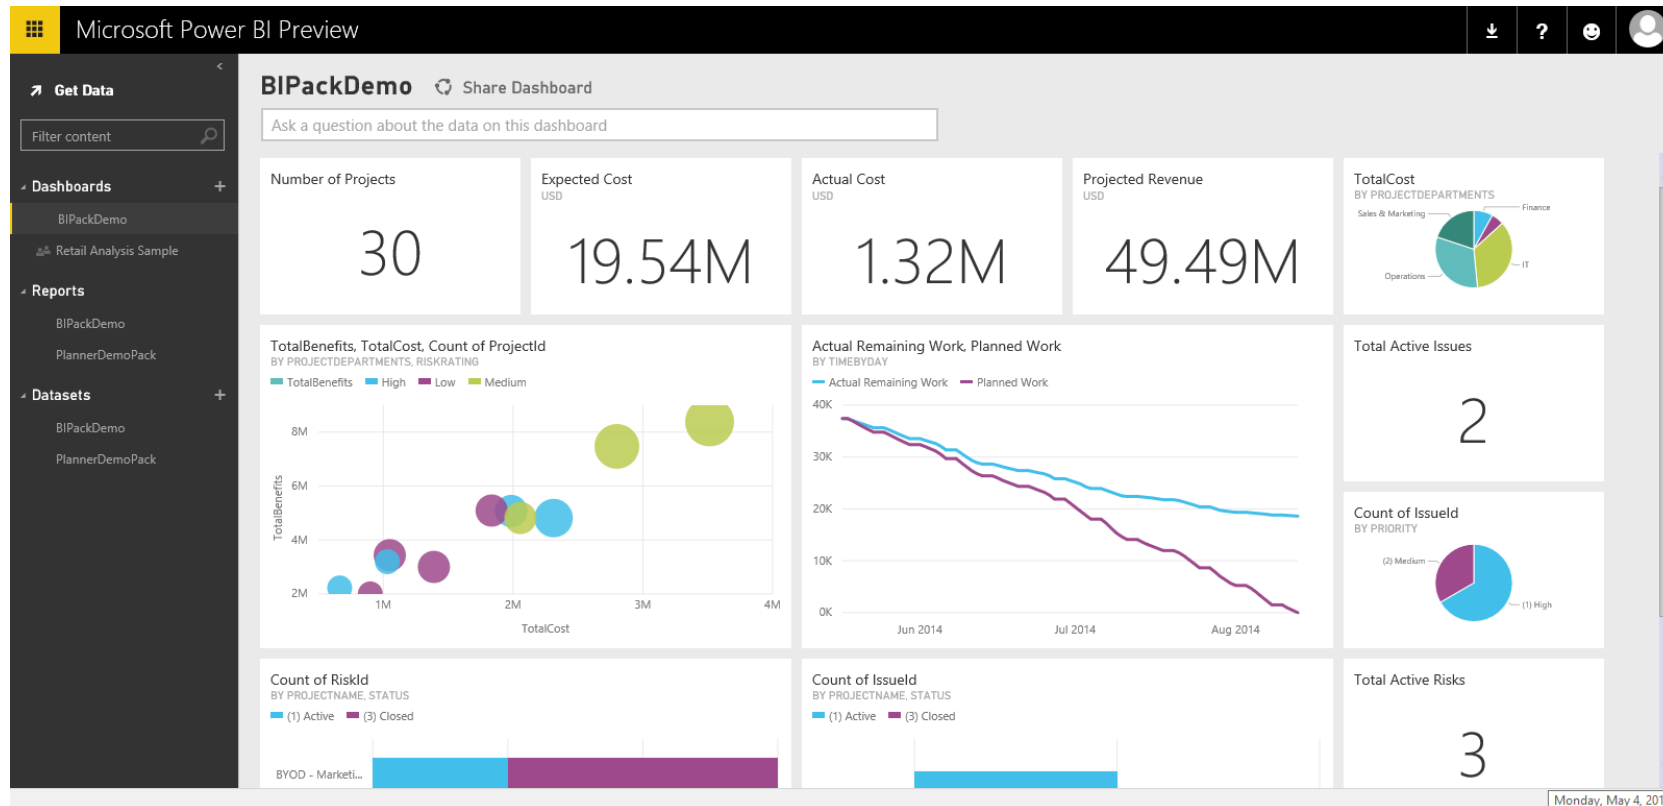 Microsoft Power BI Preview
?
<
Get Data
Filter content
Dashboards +
BIPackDemo
Retail Analysis Sample
Reports
BIPackDemo
PlannerDemoPack
Datasets +
BIPackDemo
PlannerDemoPack
BIPackDemo Share Dashboard
Ask a question about the data on this dashboard
Number of Projects
30
Expected Cost
USD
19.54M
Actual Cost
USD
1.32M
Projected Revenue
USD
49.49M
TotalCost
BY PROJECTDEPARTMENTS
Sales & Marketing
Finance
Operations
IT
TotalBenefits, TotalCost, Count of ProjectId
BY PROJECTDEPARTMENTS, RISKRATING
TotalBenefits High Low Medium
TotalBenefits
8M
6M
4M
2M
1M 2M 3M 4M
TotalCost
Actual Remaining Work, Planned Work
BY TIMEBYDAY
Actual Remaining Work Planned Work
40K
30K
20K
10K
0K
Jun 2014 Jul 2014 Aug 2014
Total Active Issues
2
Count of IssueId
BY PRIORITY
(2) Medium
(1) High
Count of RiskId
BY PROJECTNAME, STATUS
(1) Active (3) Closed
BYOD - Marketi...
Count of IssueId
BY PROJECTNAME, STATUS
(1) Active (3) Closed
Total Active Risks
3
Monday, May 4, 201